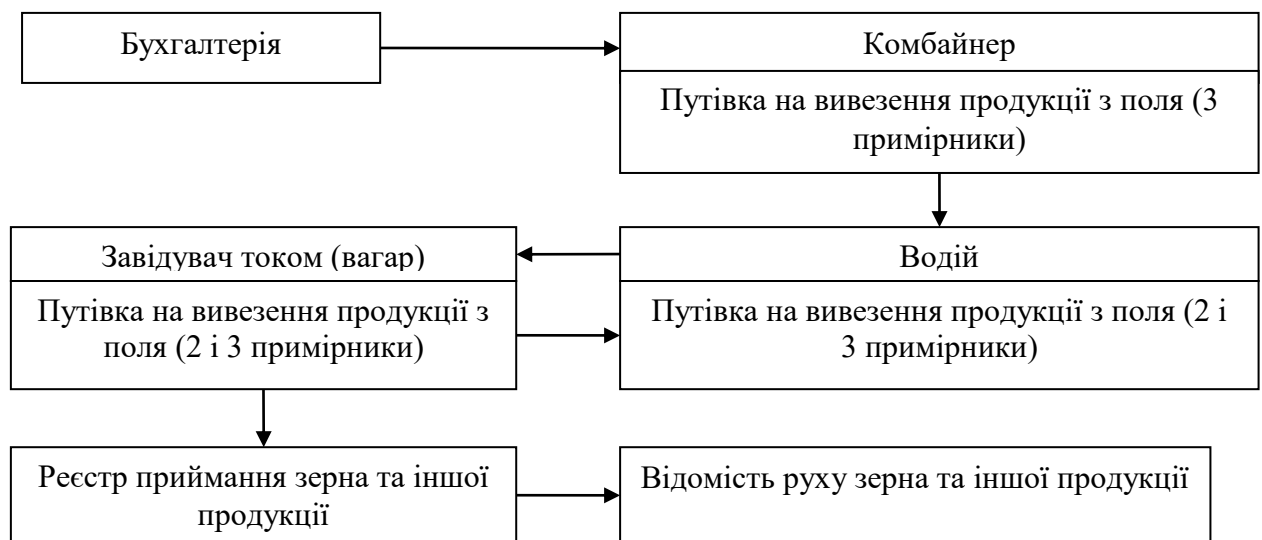 Бухгалтерія
Комбайнер
Путівка на вивезення продукції з поля (3
примірники)
Завідувач током (вагар)
Путівка на вивезення продукції з
поля (2 і 3 примірники)
Водій
Путівка на вивезення продукції з поля (2 і
3 примірники)
Реєстр приймання зерна та іншої
продукції
Відомість руху зерна та іншої продукції